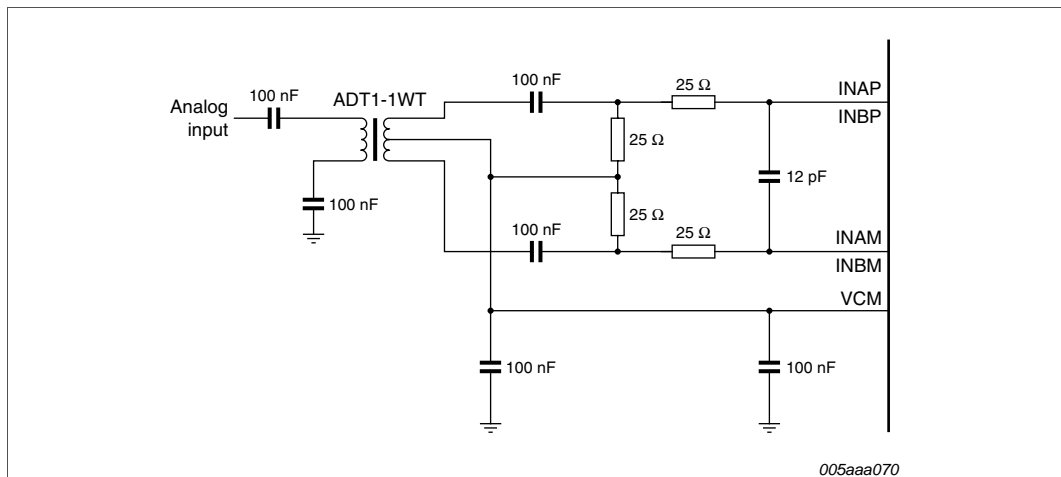 100 nF
ADT1-1WT
25 Ω
INAP
Analog
input
100 nF
INBP
25 Ω
12 pF
100 nF
25 Ω
100 nF
25 Ω
INAM
INBM
VCM
100 nF
100 nF
005aaa070